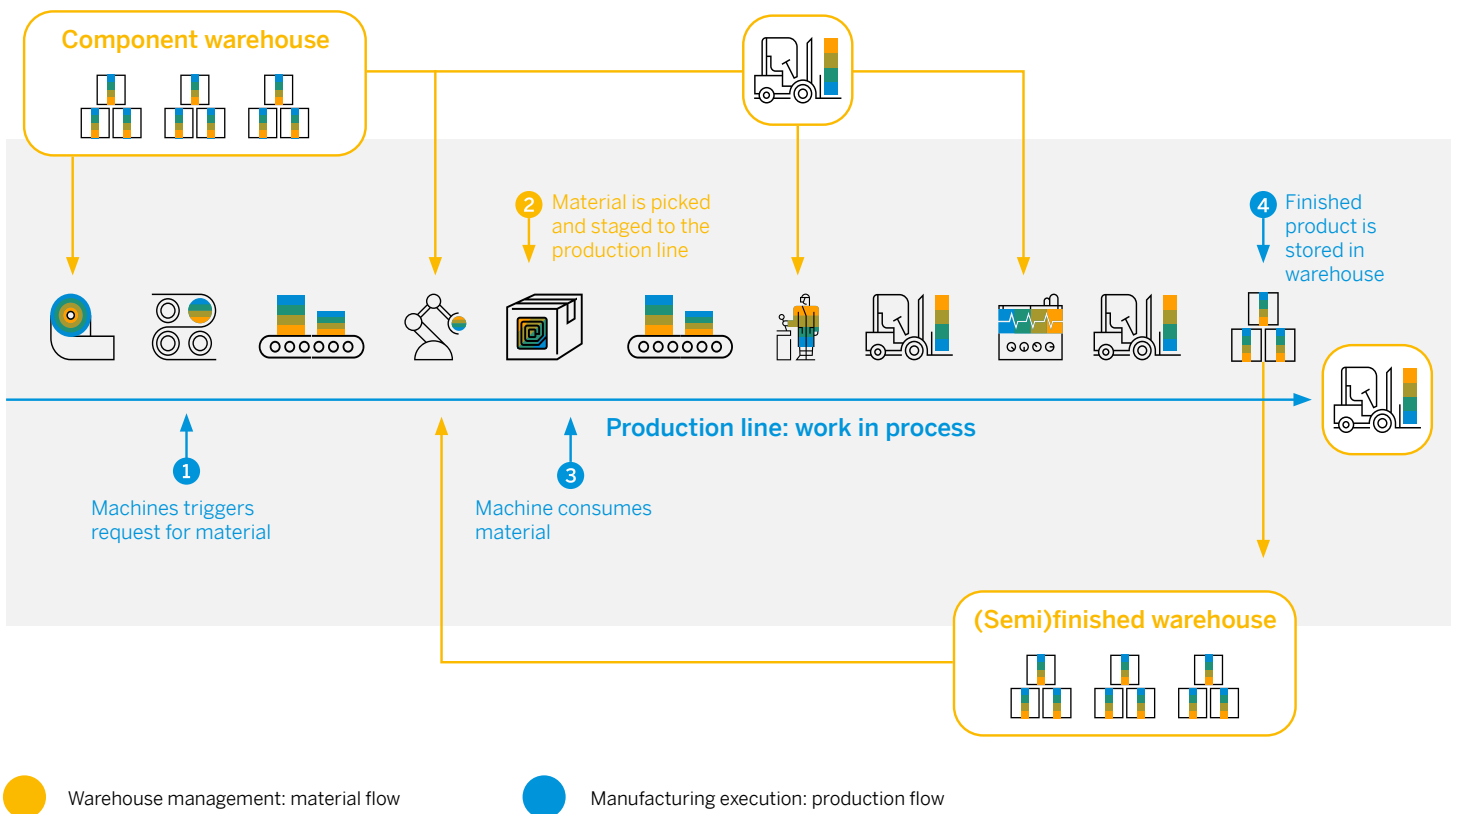 Component warehouse
2
Material is picked
and staged to the
production line
4
Finished
product is
stored in
warehouse
Production line: work in process
1
Machines triggers
request for material
3
Machine consumes
material
(Semi)finished warehouse
Warehouse management: material flow
Manufacturing execution: production flow